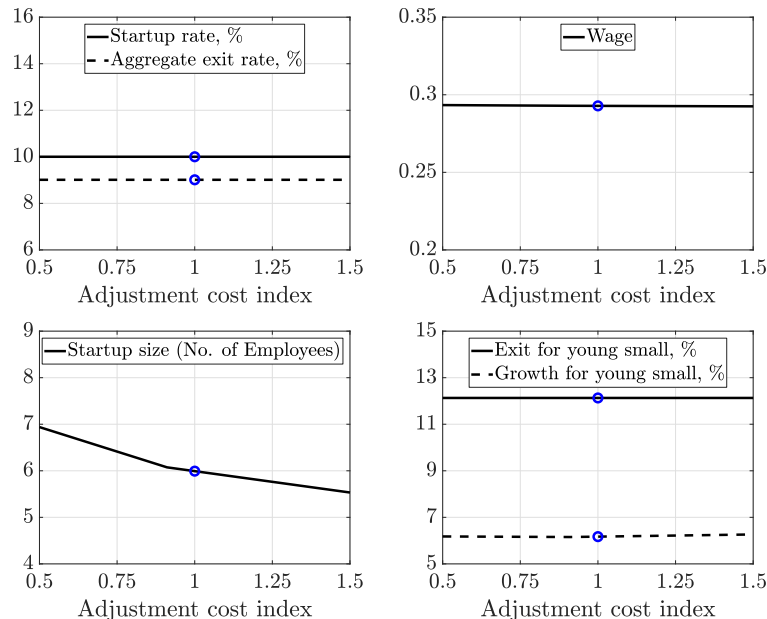 16
14
12
10
8
6
Startup rate, %
Aggregate exit rate, %
0.5 0.75 1 1.25 1.5
Adjustment cost index
0.35
0.3
0.25
0.2
Wage
0.5 0.75 1 1.25 1.5
Adjustment cost index
9
8
7
6
5
4
Startup size (No. of Employees)
0.5 0.75 1 1.25 1.5
Adjustment cost index
15
13
11
9
7
5
Exit for young small, %
Growth for young small, %
0.5 0.75 1 1.25 1.5
Adjustment cost index